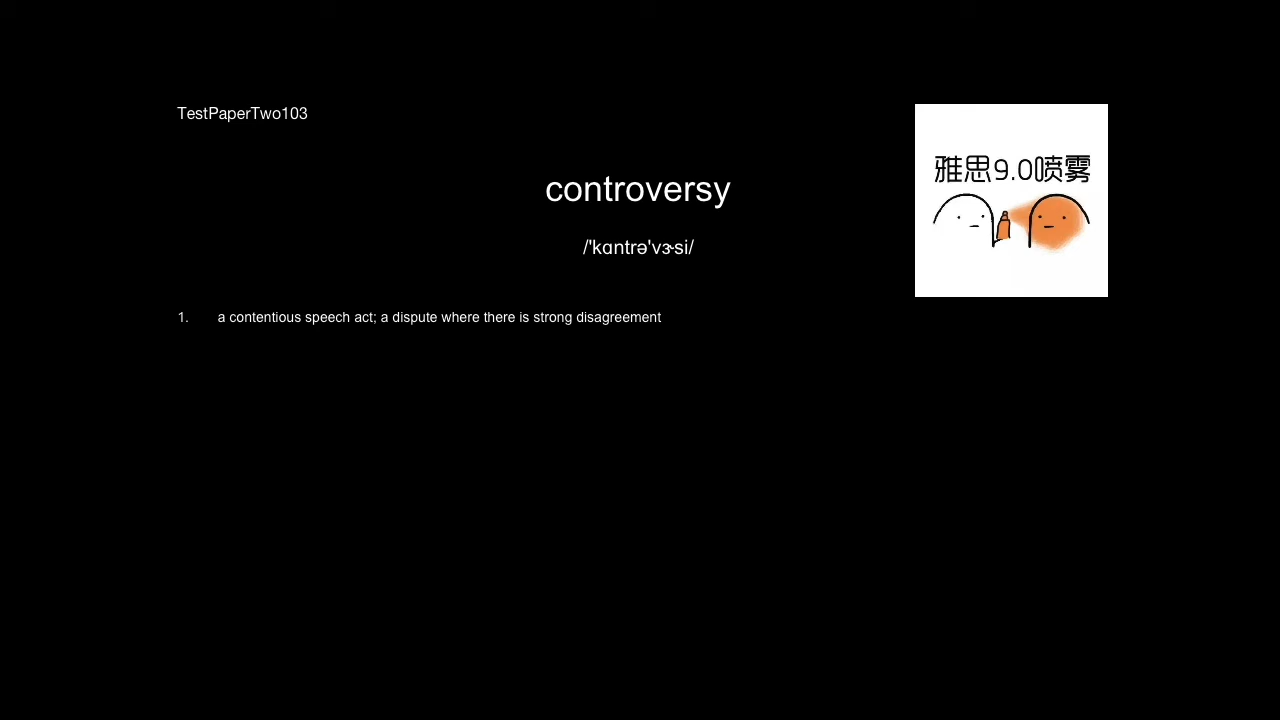 TestPaperTwo103
雅思9.0喷雾
controversy
/'kɑntrə'vɝsi/
1. a contentious speech act; a dispute where there is strong disagreement